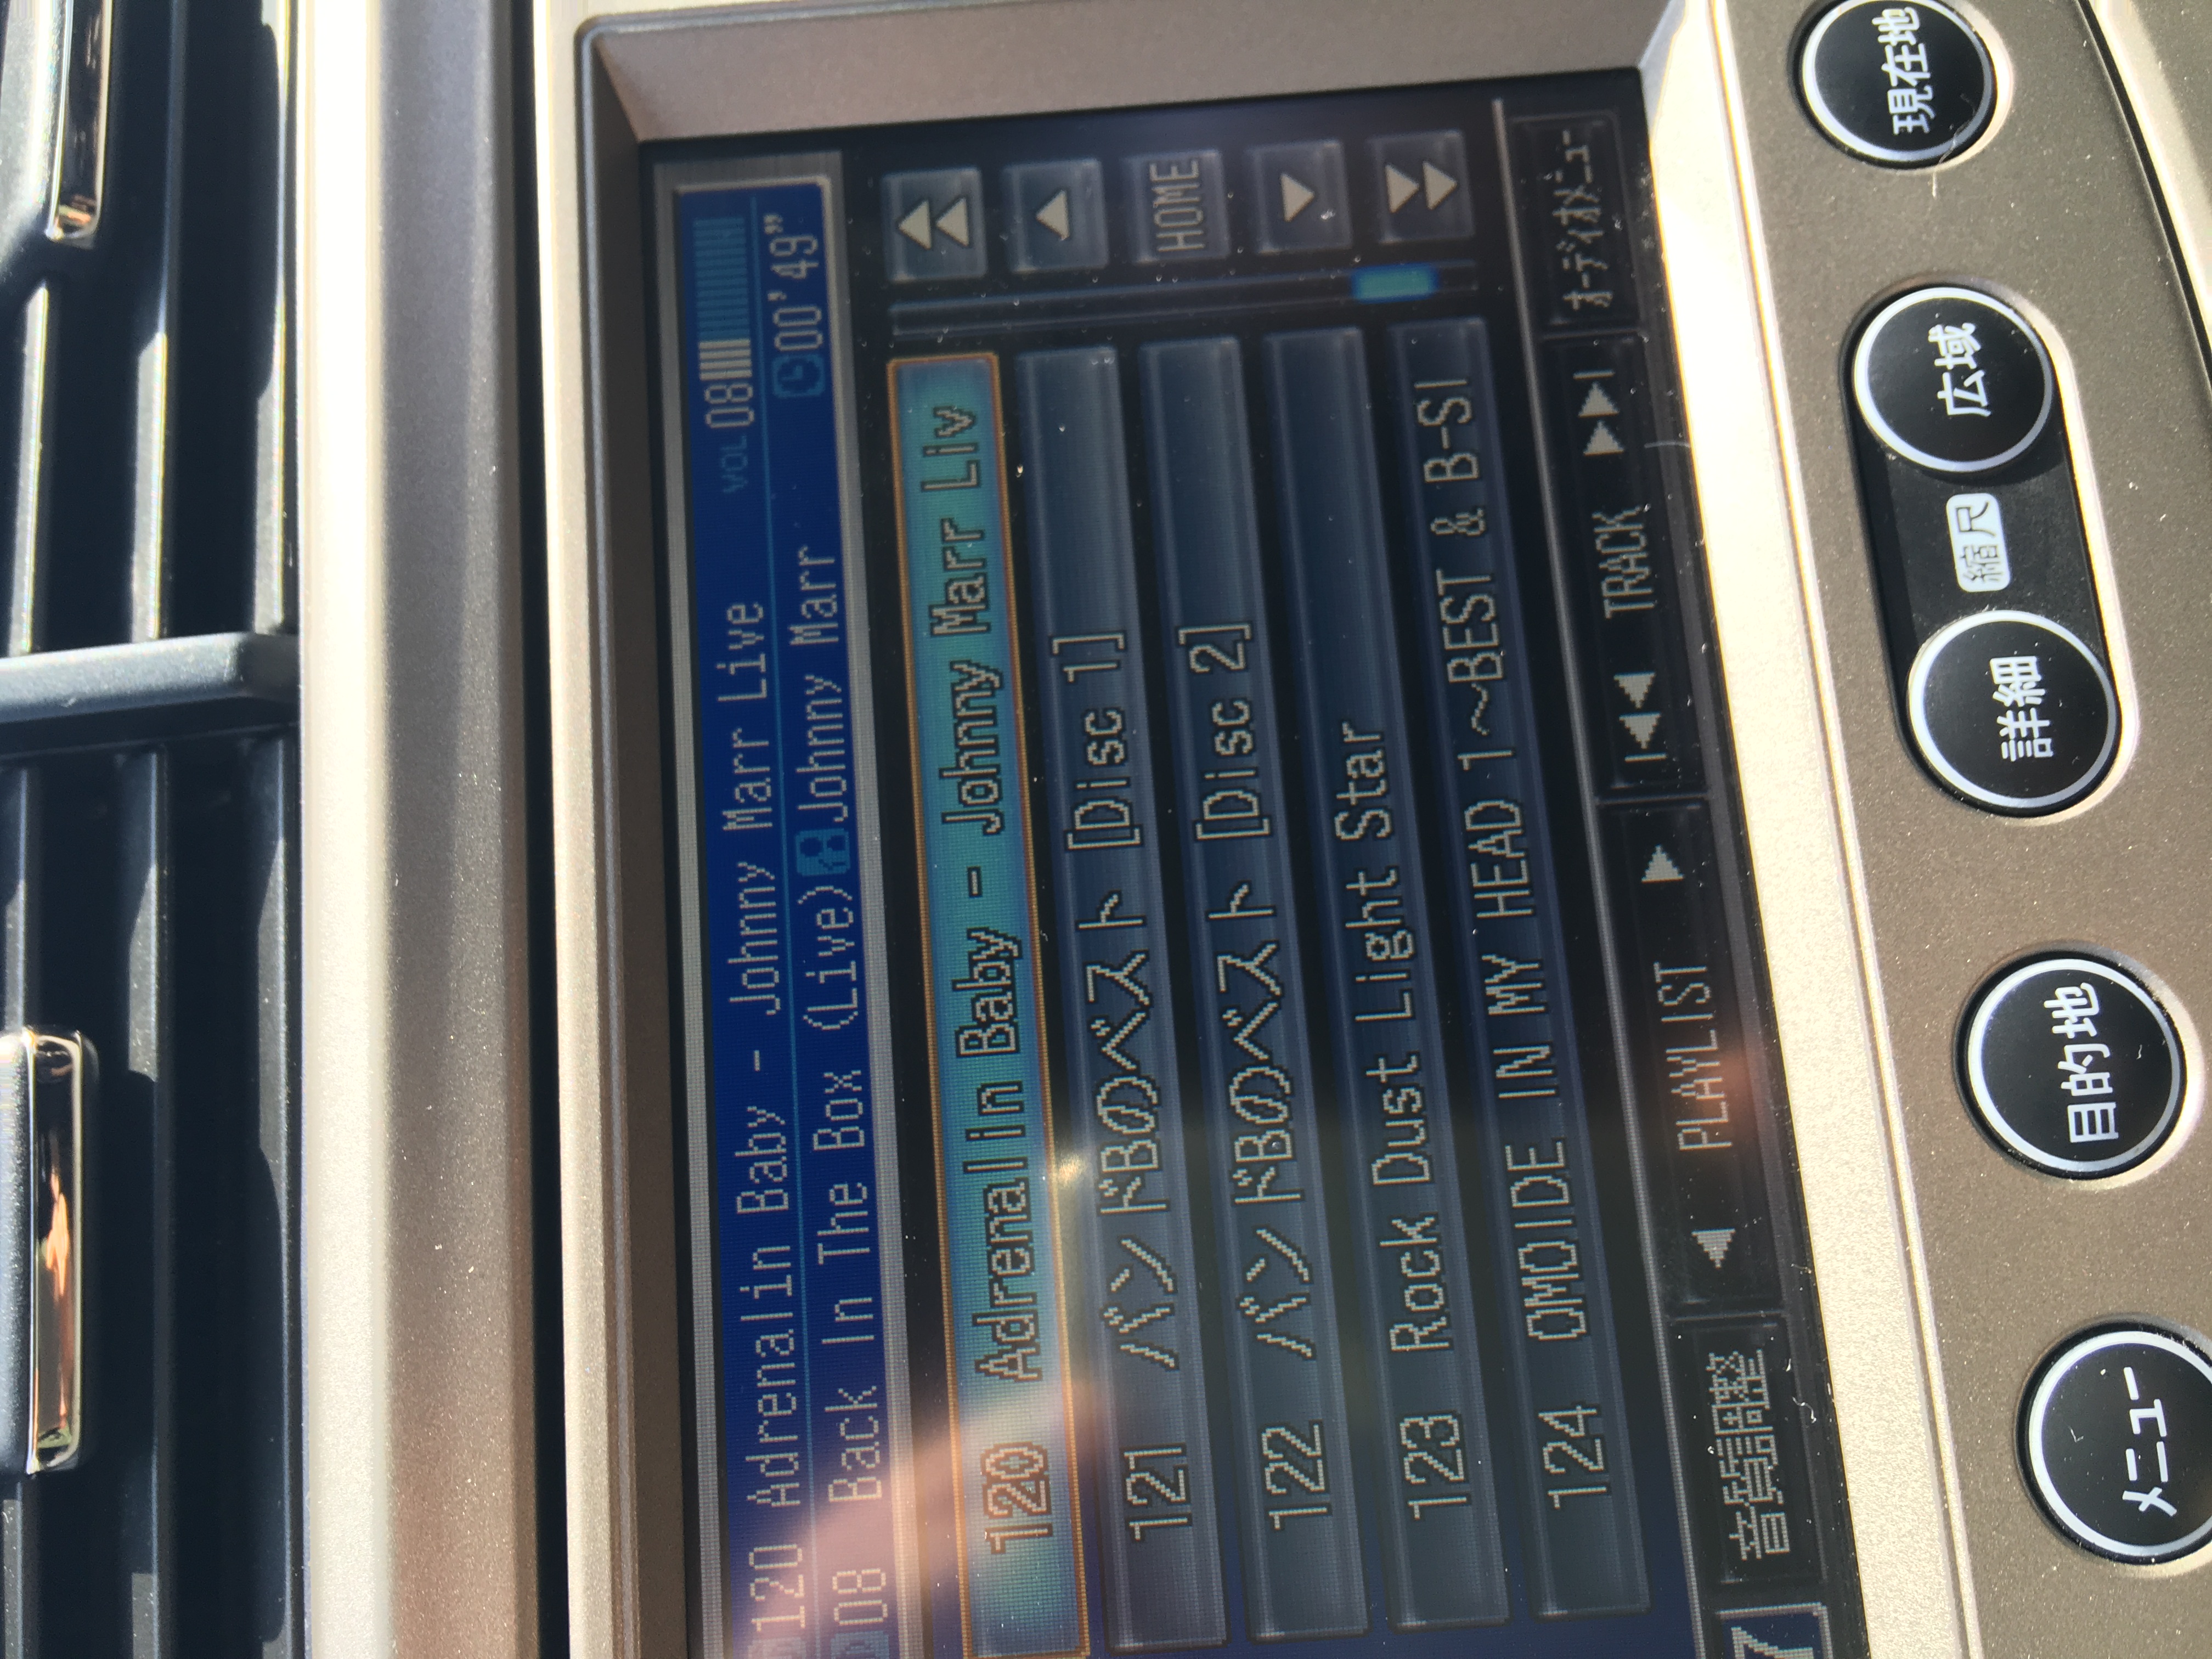 120 Adrenalin Baby - Johnny Marr Live VOL 08
08 Back In The Box (Live) Johnny Marr 00'49"
120 Adrenalin Baby - Johnny Marr Liv
121 バンドBのベスト [Disc 1]
122 バンドBのベスト [Disc 2]
123 Rock Dust Light Star
124 OMOIDE IN MY HEAD 1～BEST & B-SI
HOME
音質調整 PLAYLIST TRACK オーディオメニュー
メニュー 目的地 詳細 縮尺 広域 現在地